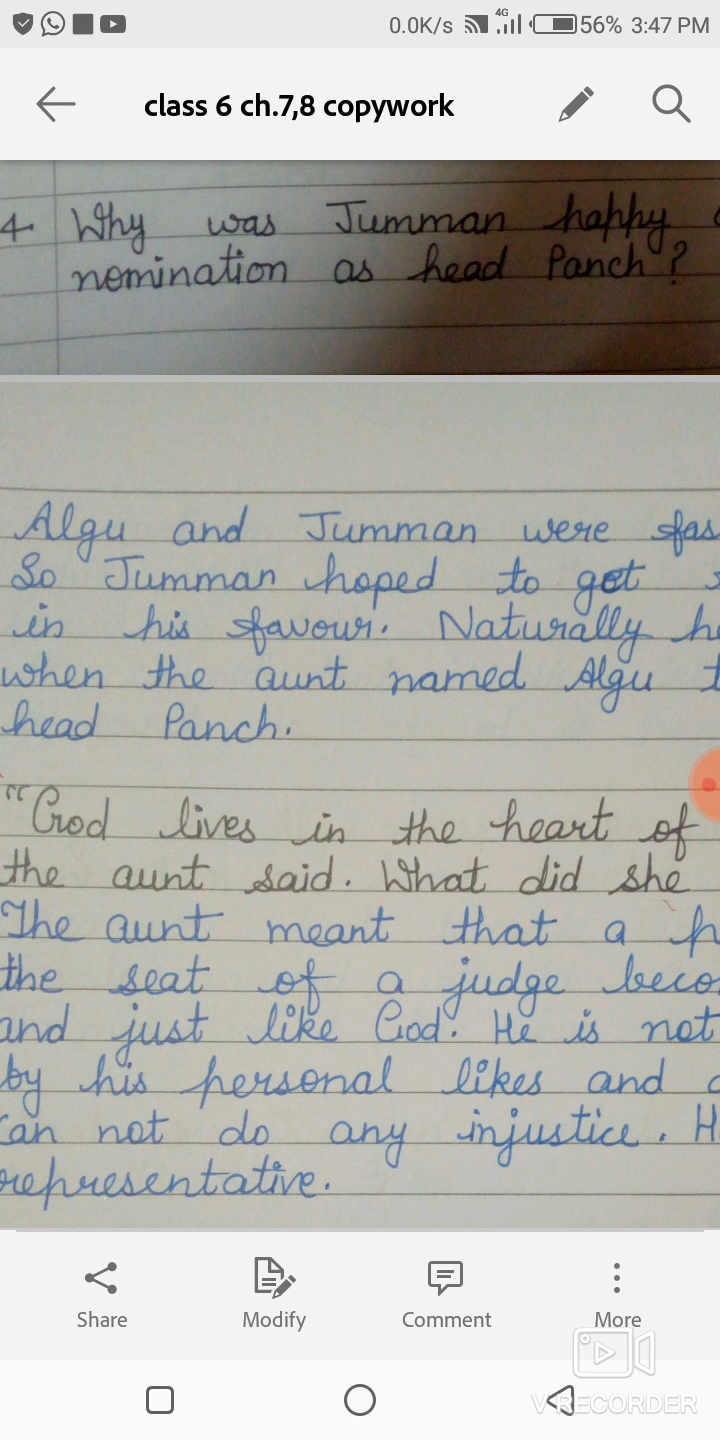 0.0K/s 4G 56% 3:47 PM
class 6 ch.7,8 copywork
4. Why was Jumman happy
nomination as head Panch?
Algu and Jumman were fas
So Jumman hoped to get s
in his favour. Naturally he
when the aunt named Algu t
head Panch.
"God lives in the heart of
the aunt said. What did she
The aunt meant that a p
the seat of a judge beco
and just like God. He is not
by his personal likes and d
can not do any injustice. H
representative.
Share Modify Comment More
V RECORDER